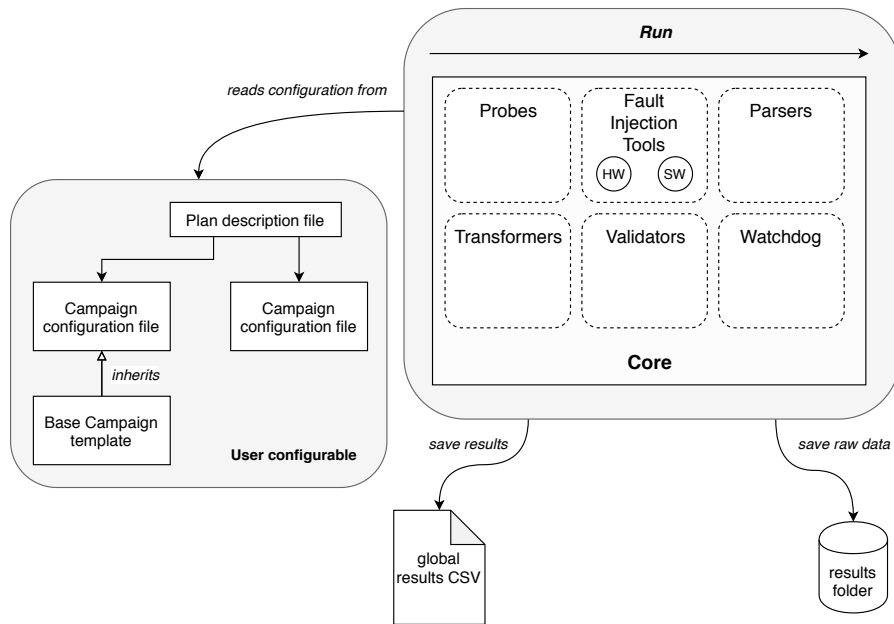 Run
reads configuration from
Probes
Fault
Injection
Tools
HW
SW
Parsers
Transformers
Validators
Watchdog
Core
Plan description file
Campaign
configuration file
Campaign
configuration file
inherits
Base Campaign
template
User configurable
save results
save raw data
global
results CSV
results
folder